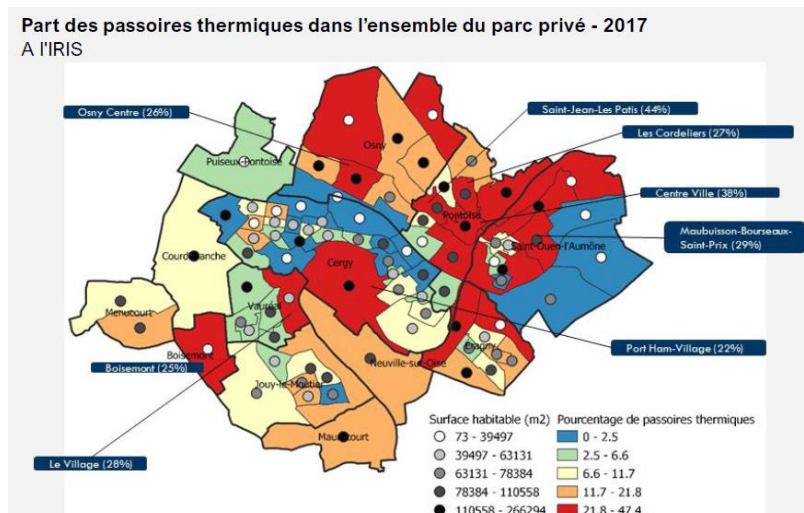 Part des passoires thermiques dans l'ensemble du parc privé - 2017
A l'IRIS
Osny Centre (26%)
Saint-Jean-Les Patis (44%)
Les Cordeliers (27%)
Centre Ville (38%)
Maubuisson-Bourseaux-
Saint-Prix (29%)
Port Ham-Village (22%)
Boisemont (25%)
Le Village (28%)
Osny
Puiseux-Pontoise
Pontoise
Saint-Ouen-l'Aumône
Courdimanche
Cergy
Vauréal
Menucourt
Boisemont
Eragny
Neuville-sur-Oise
Jouy-le-Moutier
Maurecourt
Surface habitable (m2)
73 - 39497
39497 - 63131
63131 - 78384
78384 - 110558
110558 - 266294
Pourcentage de passoires thermiques
0 - 2.5
2.5 - 6.6
6.6 - 11.7
11.7 - 21.8
21.8 - 47.4